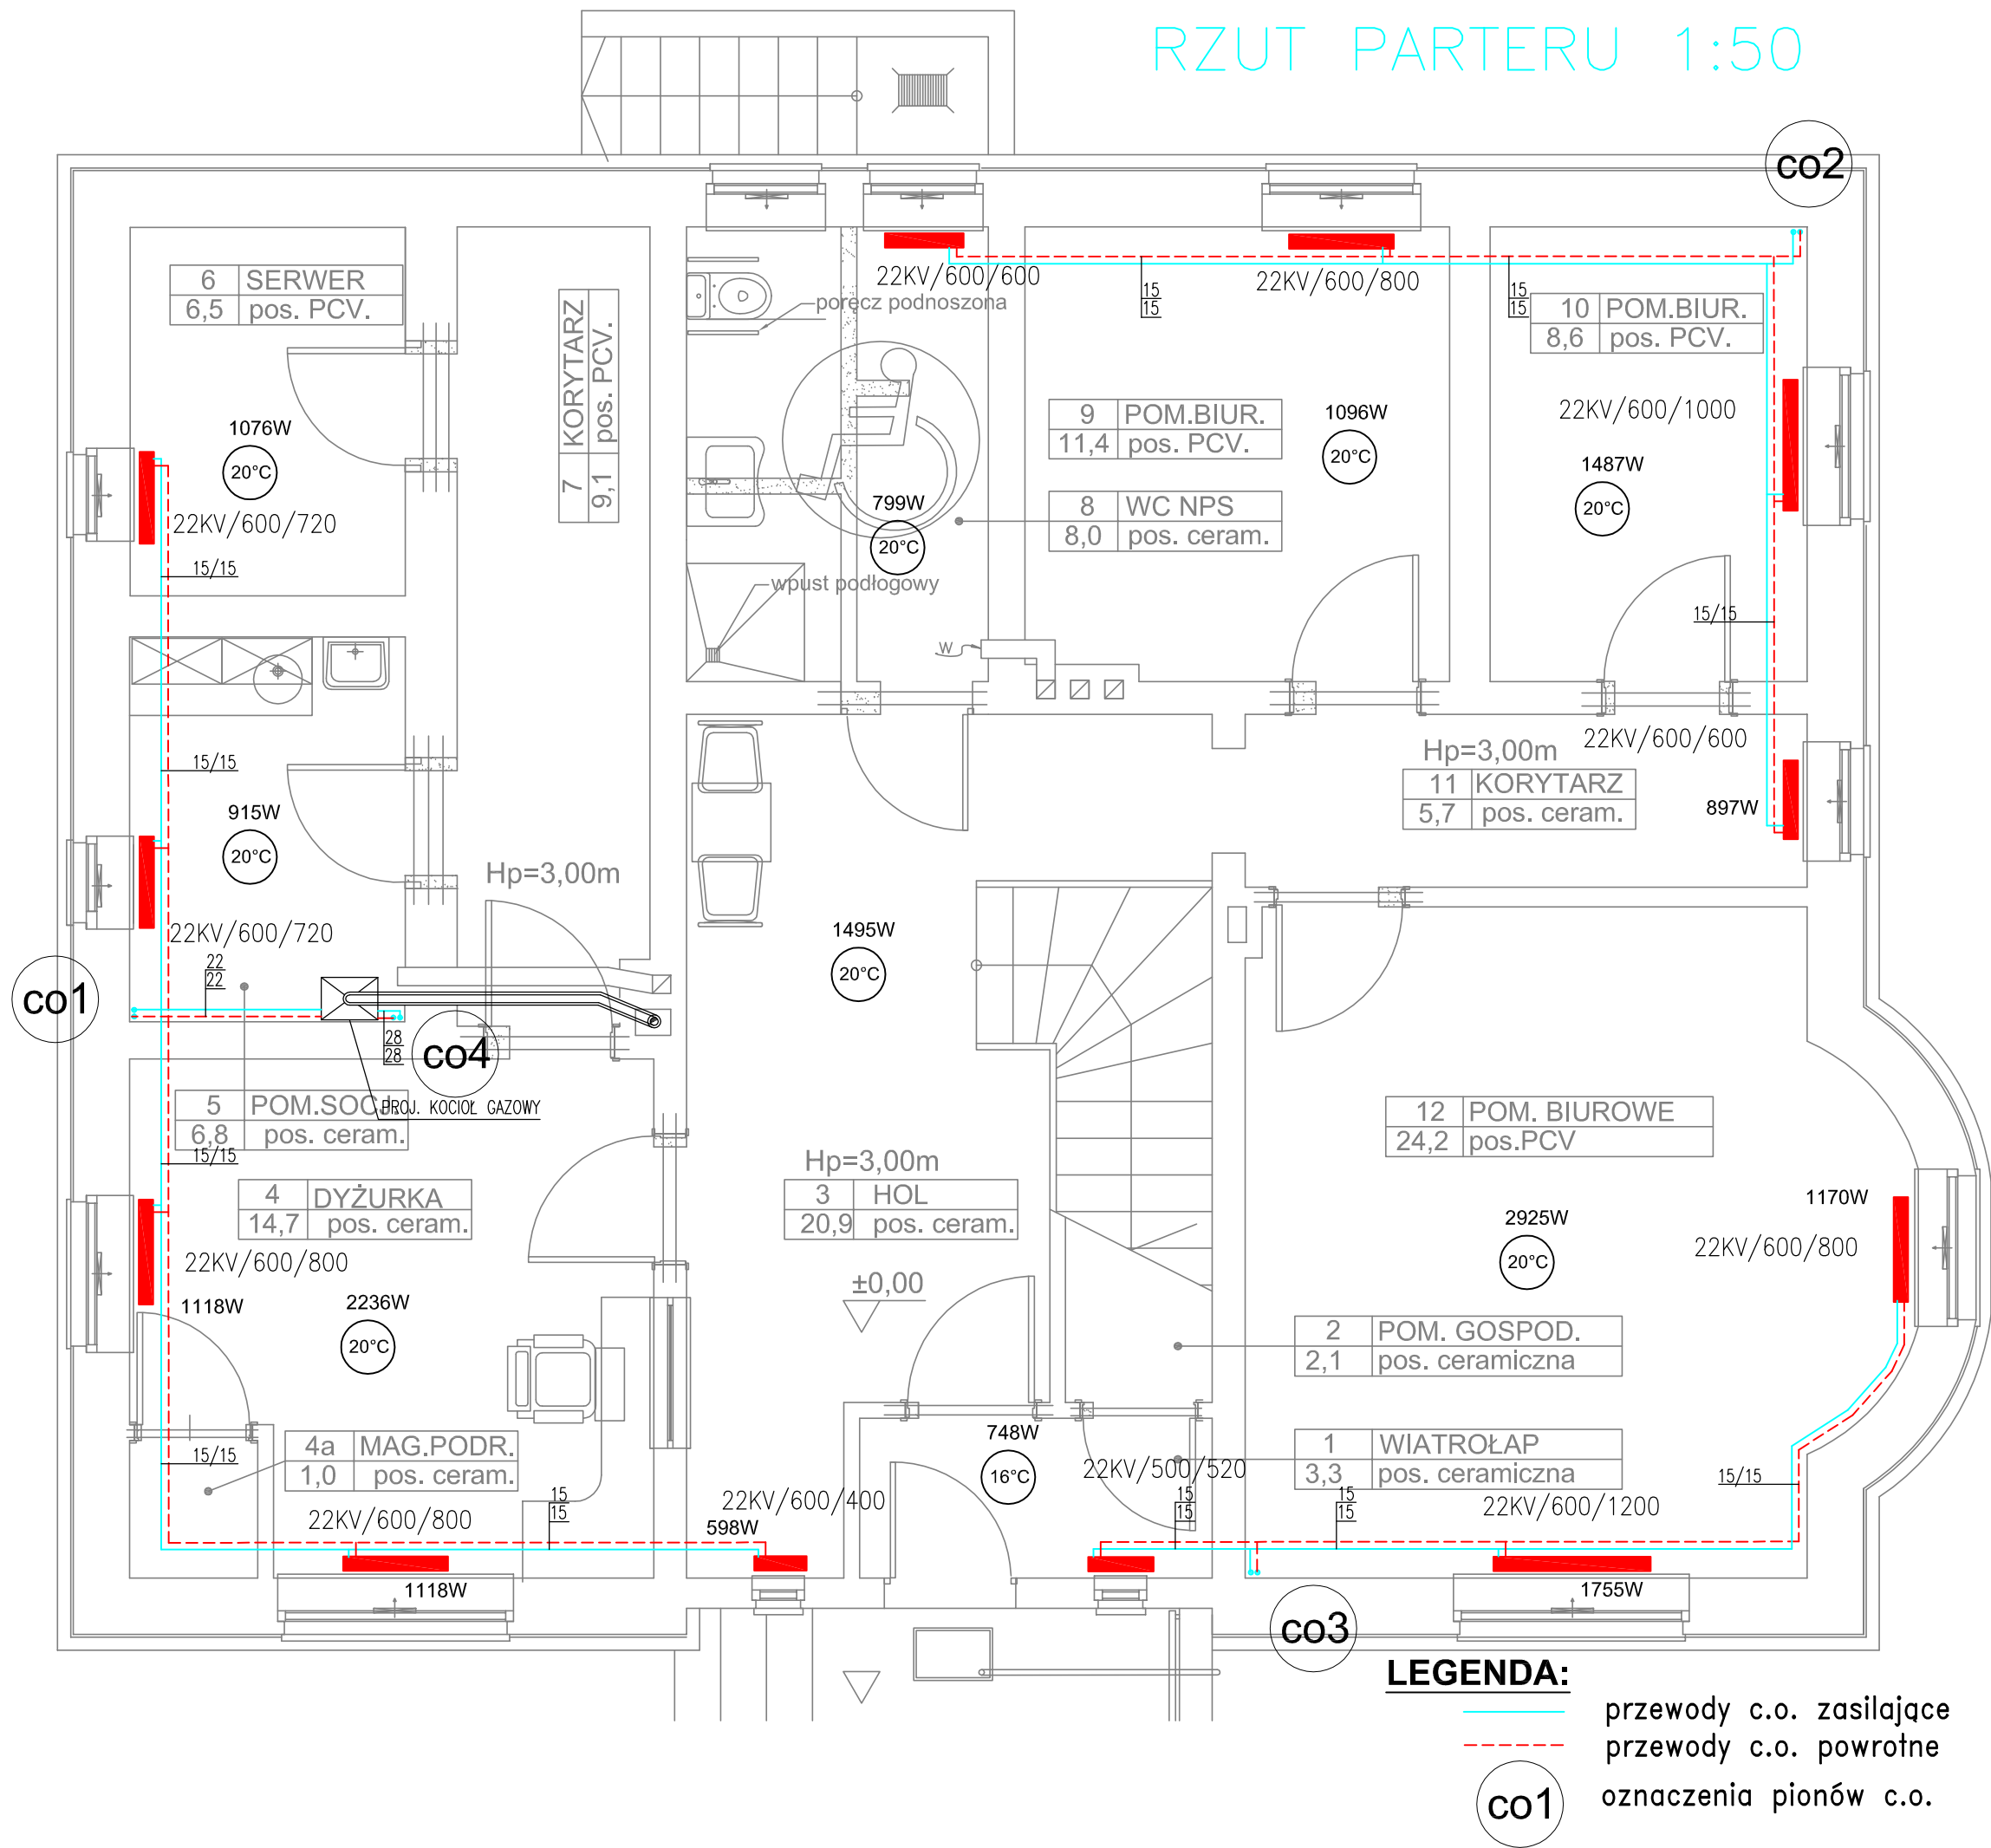 RZUT PARTERU 1:50
co2
6 SERWER
6,5 pos. PCV.
7 KORYTARZ
9,1 pos. PCV.
22KV/600/600
poręcz podnoszona
15
15
22KV/600/800
15
15
10 POM.BIUR.
8,6 pos. PCV.
22KV/600/1000
1076W
20°C
22KV/600/720
15/15
9 POM.BIUR.
11,4 pos. PCV.
1096W
20°C
1487W
20°C
8 WC NPS
8,0 pos. ceram.
799W
20°C
wpust podłogowy
W
15/15
15/15
915W
20°C
22KV/600/720
Hp=3,00m
22KV/600/600
Hp=3,00m
11 KORYTARZ
5,7 pos. ceram.
897W
1495W
20°C
22
22
co1
28
28
co4
PROJ. KOCIOŁ GAZOWY
5 POM.SOCJ.
6,8 pos. ceram.
15/15
4 DYŻURKA
14,7 pos. ceram.
22KV/600/800
1118W
2236W
20°C
Hp=3,00m
3 HOL
20,9 pos. ceram.
±0,00
12 POM. BIUROWE
24,2 pos.PCV
2925W
20°C
1170W
22KV/600/800
2 POM. GOSPOD.
2,1 pos. ceramiczna
1 WIATROŁAP
3,3 pos. ceramiczna
4a MAG.PODR.
1,0 pos. ceram.
15/15
22KV/600/800
15
15
22KV/600/400
598W
748W
16°C
22KV/500/520
15
15
15
15
22KV/600/1200
15/15
1118W
1755W
co3
LEGENDA:
przewody c.o. zasilające
przewody c.o. powrotne
co1 oznaczenia pionów c.o.